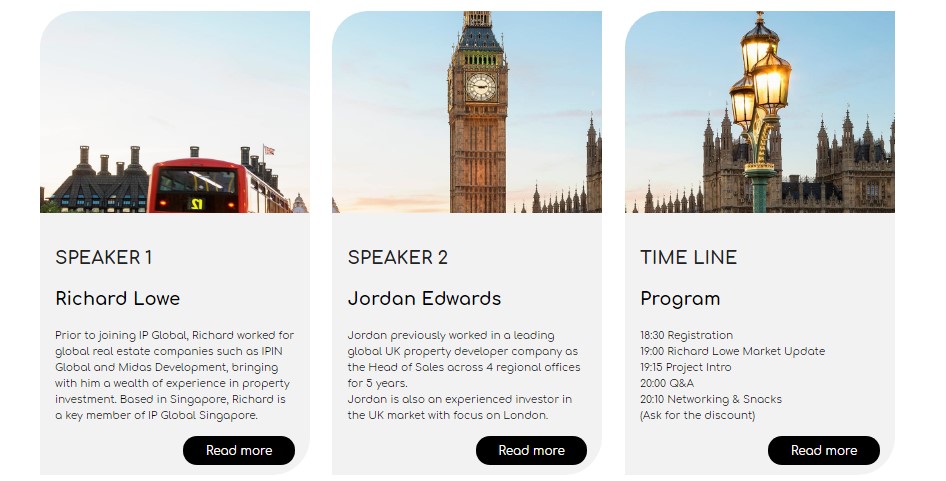 SPEAKER 1
Richard Lowe
Prior to joining IP Global, Richard worked for
global real estate companies such as IPIN
Global and Midas Development, bringing
with him a wealth of experience in property
investment. Based in Singapore, Richard is
a key member of IP Global Singapore.
Read more
SPEAKER 2
Jordan Edwards
Jordan previously worked in a leading
global UK property developer company as
the Head of Sales across 4 regional offices
for 5 years.
Jordan is also an experienced investor in
the UK market with focus on London.
Read more
TIME LINE
Program
18:30 Registration
19:00 Richard Lowe Market Update
19:15 Project Intro
20:00 Q&A
20:10 Networking & Snacks
(Ask for the discount)
Read more